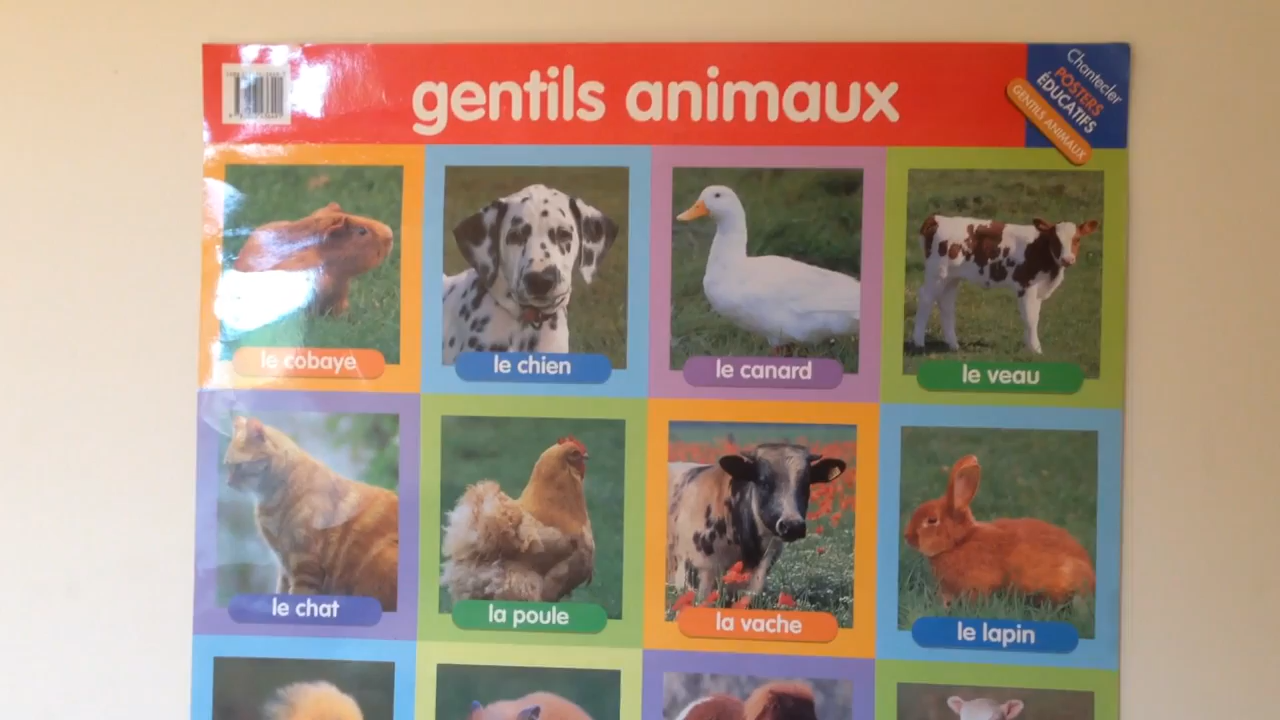 gentils animaux
Chantecler
POSTERS
ÉDUCATIFS
GENTILS ANIMAUX
le cobaye
le chien
le canard
le veau
le chat
la poule
la vache
le lapin